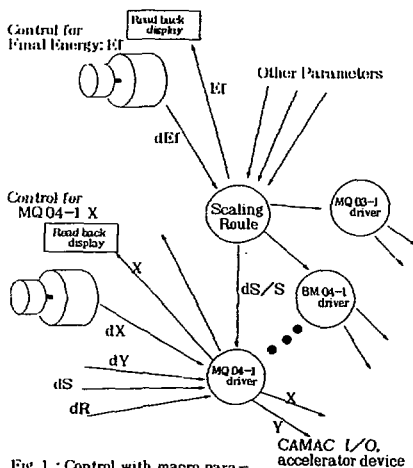 Control for
Final Energy: Ef
Read back
display
Ef
Other Parameters
dEf
Control for
MQ 04-1 X
Read back
display
Scaling
Route
MQ 03-1
driver
X
dS/S
BM 04-1
driver
dX
dY
dS
dR
MQ 04-1
driver
X
Y
CAMAC I/O,
accelerator device
Fig. 1 : Control with macro param-